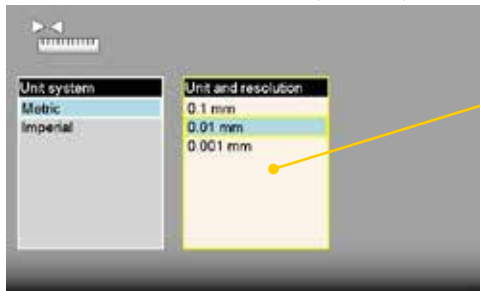 Unit system
Metric
Imperial
Unit and resolution
0.1 mm
0.01 mm
0.001 mm